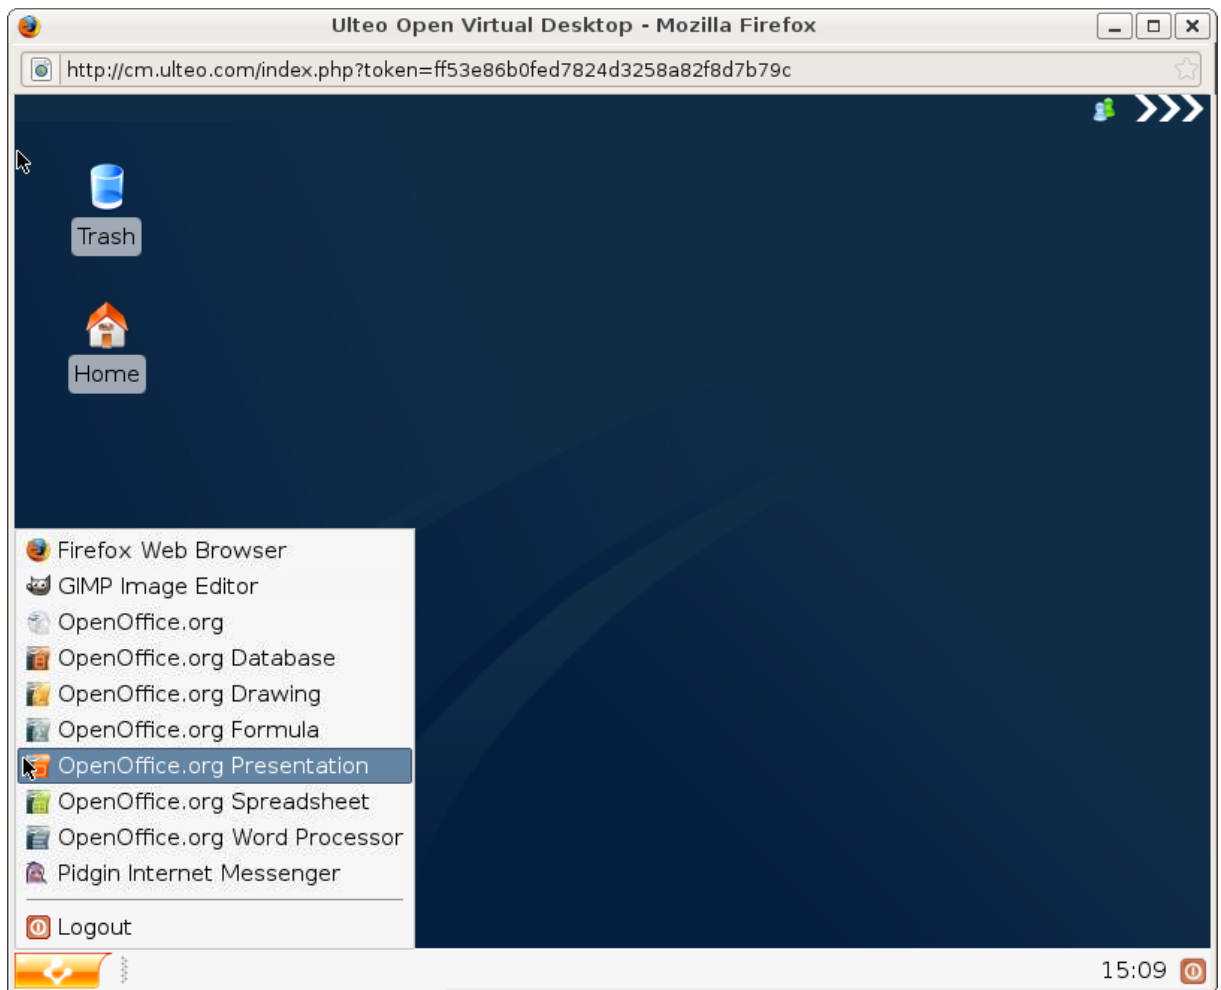 Ulteo Open Virtual Desktop - Mozilla Firefox
http://cm.ulteo.com/index.php?token=ff53e86b0fed7824d3258a82f8d7b79c
Trash
Home
Firefox Web Browser
GIMP Image Editor
OpenOffice.org
OpenOffice.org Database
OpenOffice.org Drawing
OpenOffice.org Formula
OpenOffice.org Presentation
OpenOffice.org Spreadsheet
OpenOffice.org Word Processor
Pidgin Internet Messenger
Logout
15:09